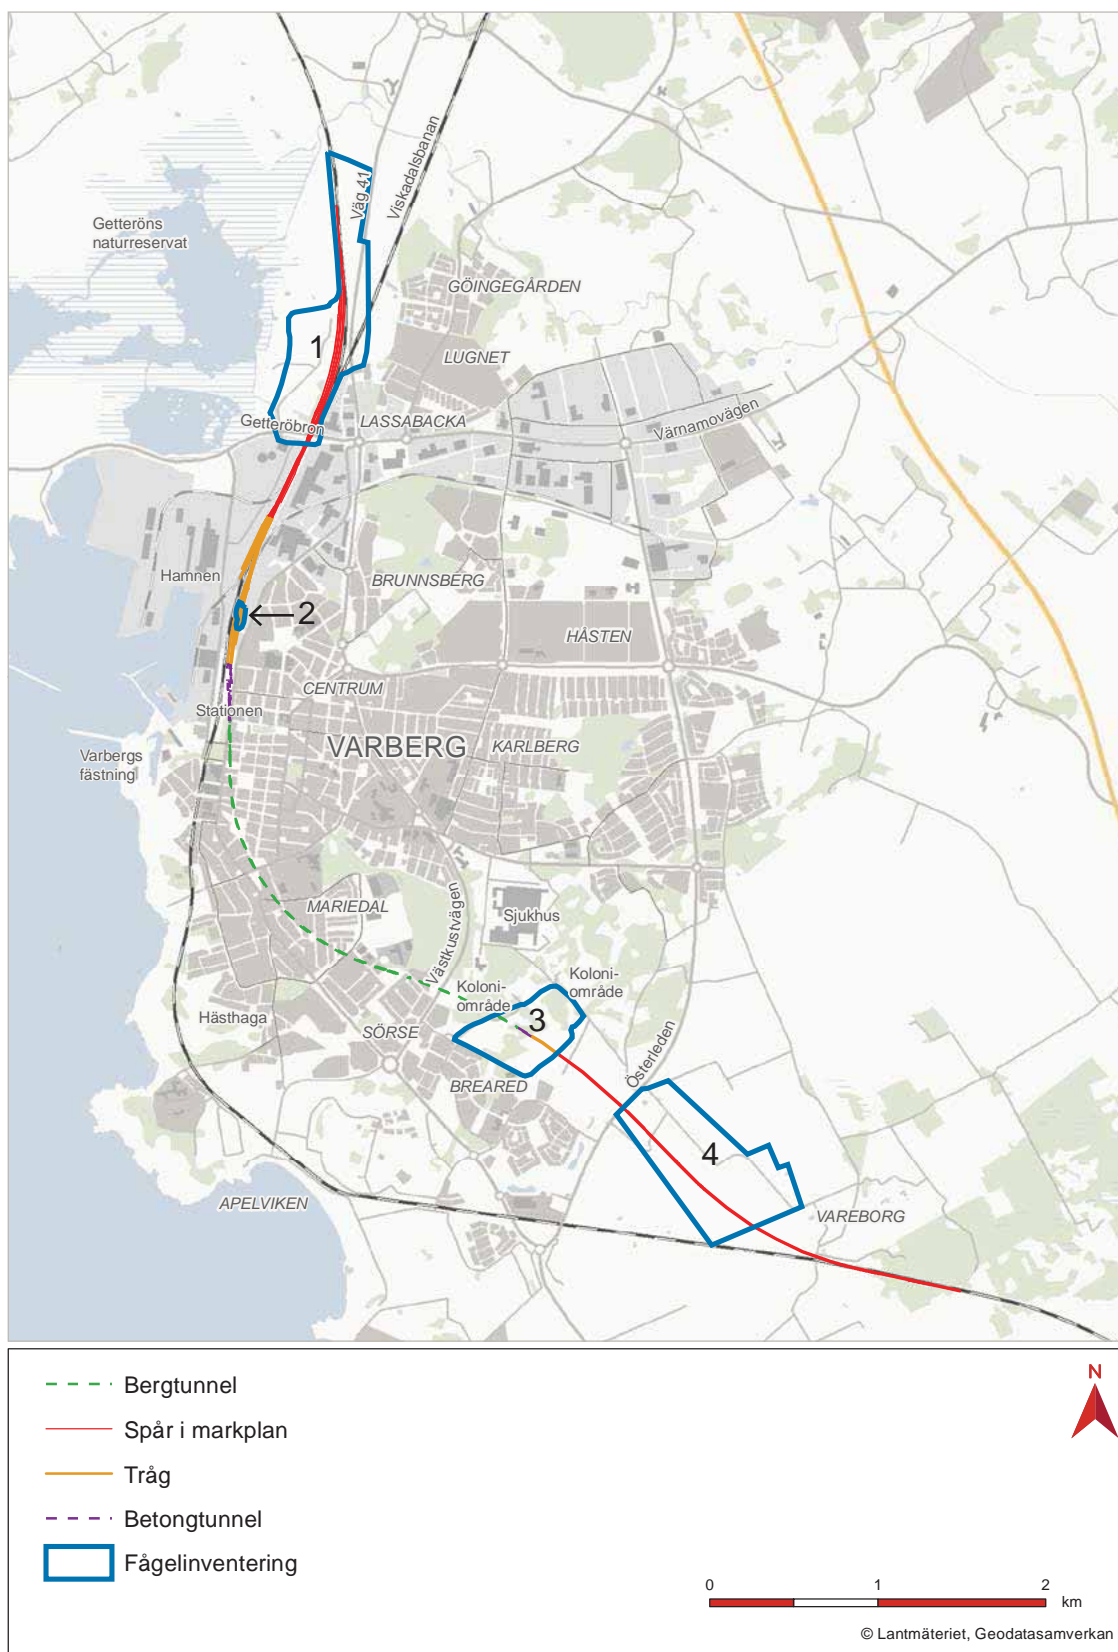 Väg 41
Viskadalsbanan
Getteröns
naturreservat
GÖINGEGÅRDEN
1
LUGNET
Getteröbron
LASSABACKA
Värnamovägen
Hamnen
BRUNNSBERG
2
HÅSTEN
CENTRUM
Stationen
VARBERG
KARLBERG
Varbergs
fästning
MARIEDAL
Västkustvägen
Sjukhus
Koloni-
område
Koloni-
område
Hästhaga
SÖRSE
3
BREARED
Österleden
4
APELVIKEN
VAREBORG
Bergtunnel
Spår i markplan
Tråg
Betongtunnel
Fågelinventering
N
0 1 2
km
© Lantmäteriet, Geodatasamverkan